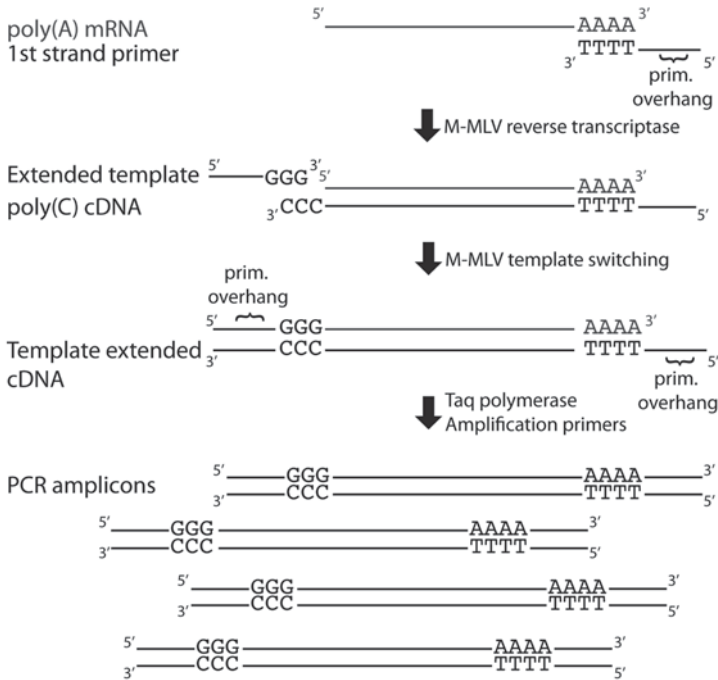 5′ 3′
poly(A) mRNA AAAA
1st strand primer TTTT
3′ 5′
prim.
overhang
M-MLV reverse transcriptase
5′ 3′ 5′ 3′
Extended template GGG AAAA
poly(C) cDNA 3′ CCC TTTT 5′
M-MLV template switching
prim.
overhang
5′ GGG AAAA 3′
Template extended 3′ CCC TTTT 5′
cDNA
prim.
overhang
Taq polymerase
Amplification primers
PCR amplicons
5′ GGG AAAA 3′
3′ CCC TTTT 5′
5′ GGG AAAA 3′
3′ CCC TTTT 5′
5′ GGG AAAA 3′
3′ CCC TTTT 5′
5′ GGG AAAA 3′
3′ CCC TTTT 5′